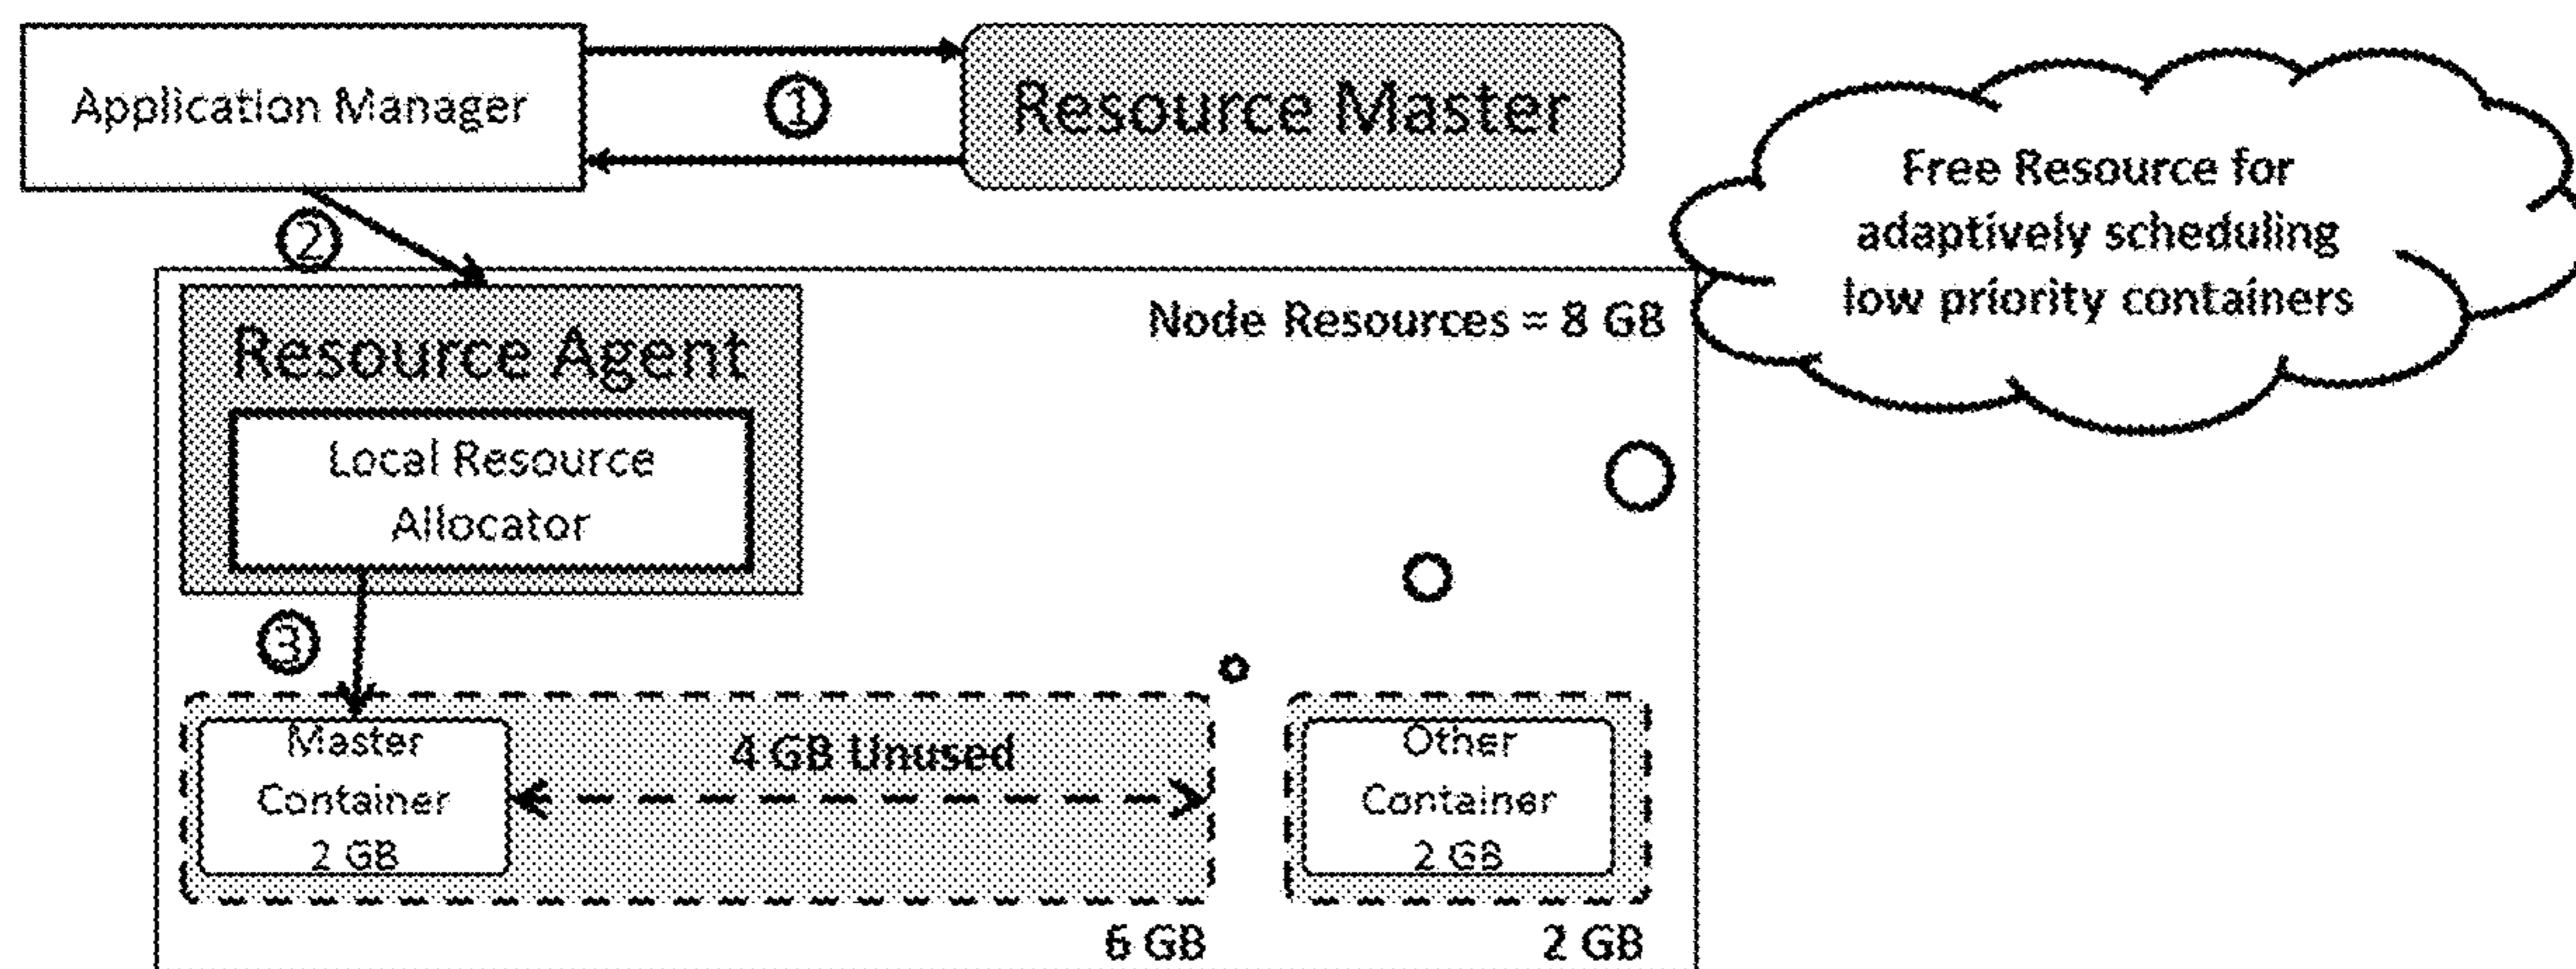 Application Manager
①
Resource Master
Free Resource for
adaptively scheduling
low priority containers
②
Resource Agent
Node Resources = 8 GB
Local Resource
Allocator
③
Master
Container
2 GB
4 GB Unused
Other
Container
2 GB
6 GB
2 GB